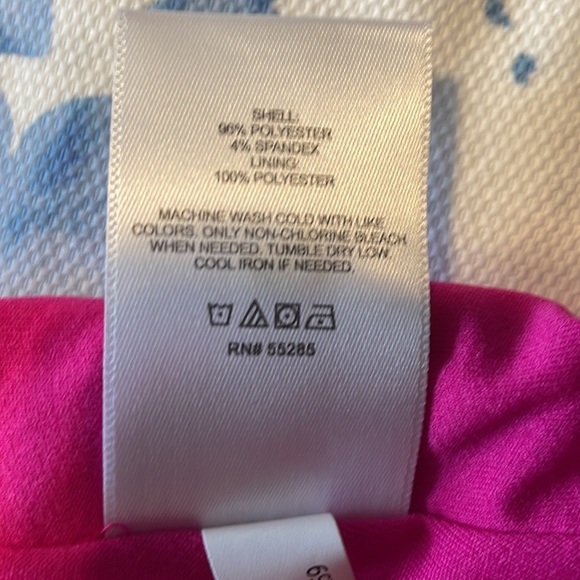 SHELL:
96% POLYESTER
4% SPANDEX
LINING:
100% POLYESTER
MACHINE WASH COLD WITH LIKE
COLORS. ONLY NON-CHLORINE BLEACH
WHEN NEEDED. TUMBLE DRY LOW.
COOL IRON IF NEEDED.
RN# 55285